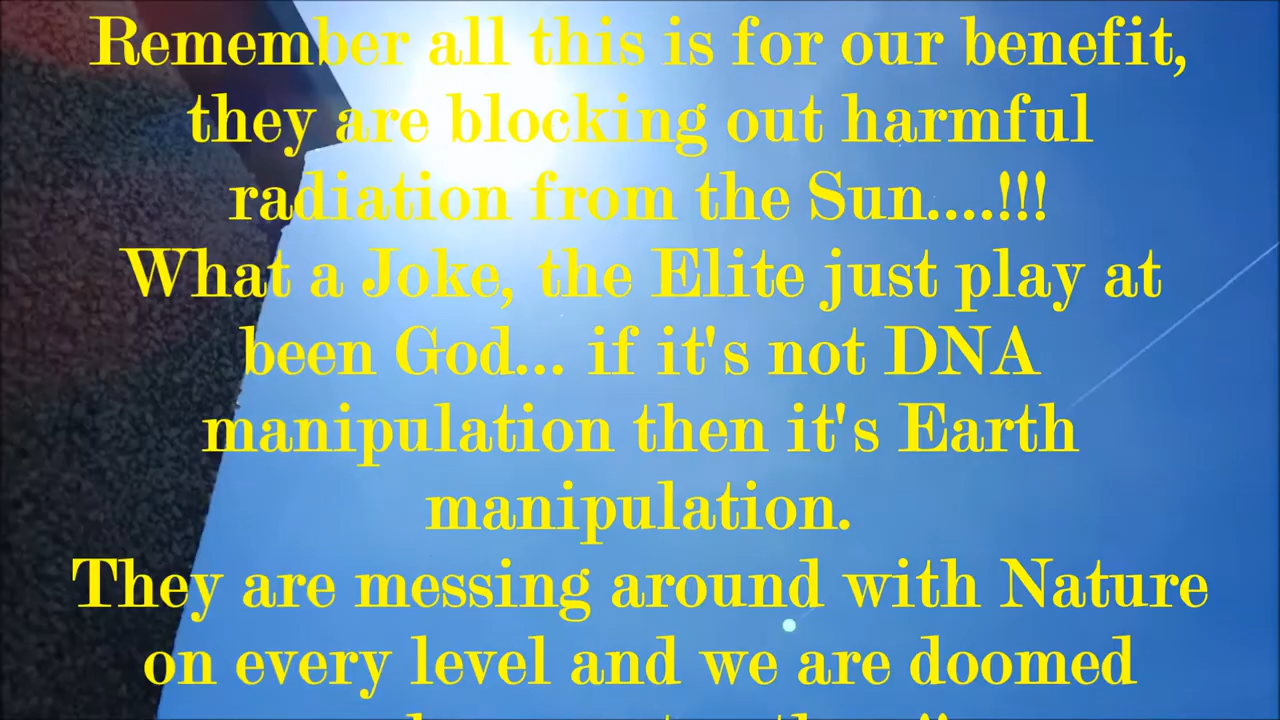 Remember all this is for our benefit,
they are blocking out harmful
radiation from the Sun....!!!
What a Joke, the Elite just play at
been God... if it's not DNA
manipulation then it's Earth
manipulation.
They are messing around with Nature
on every level and we are doomed